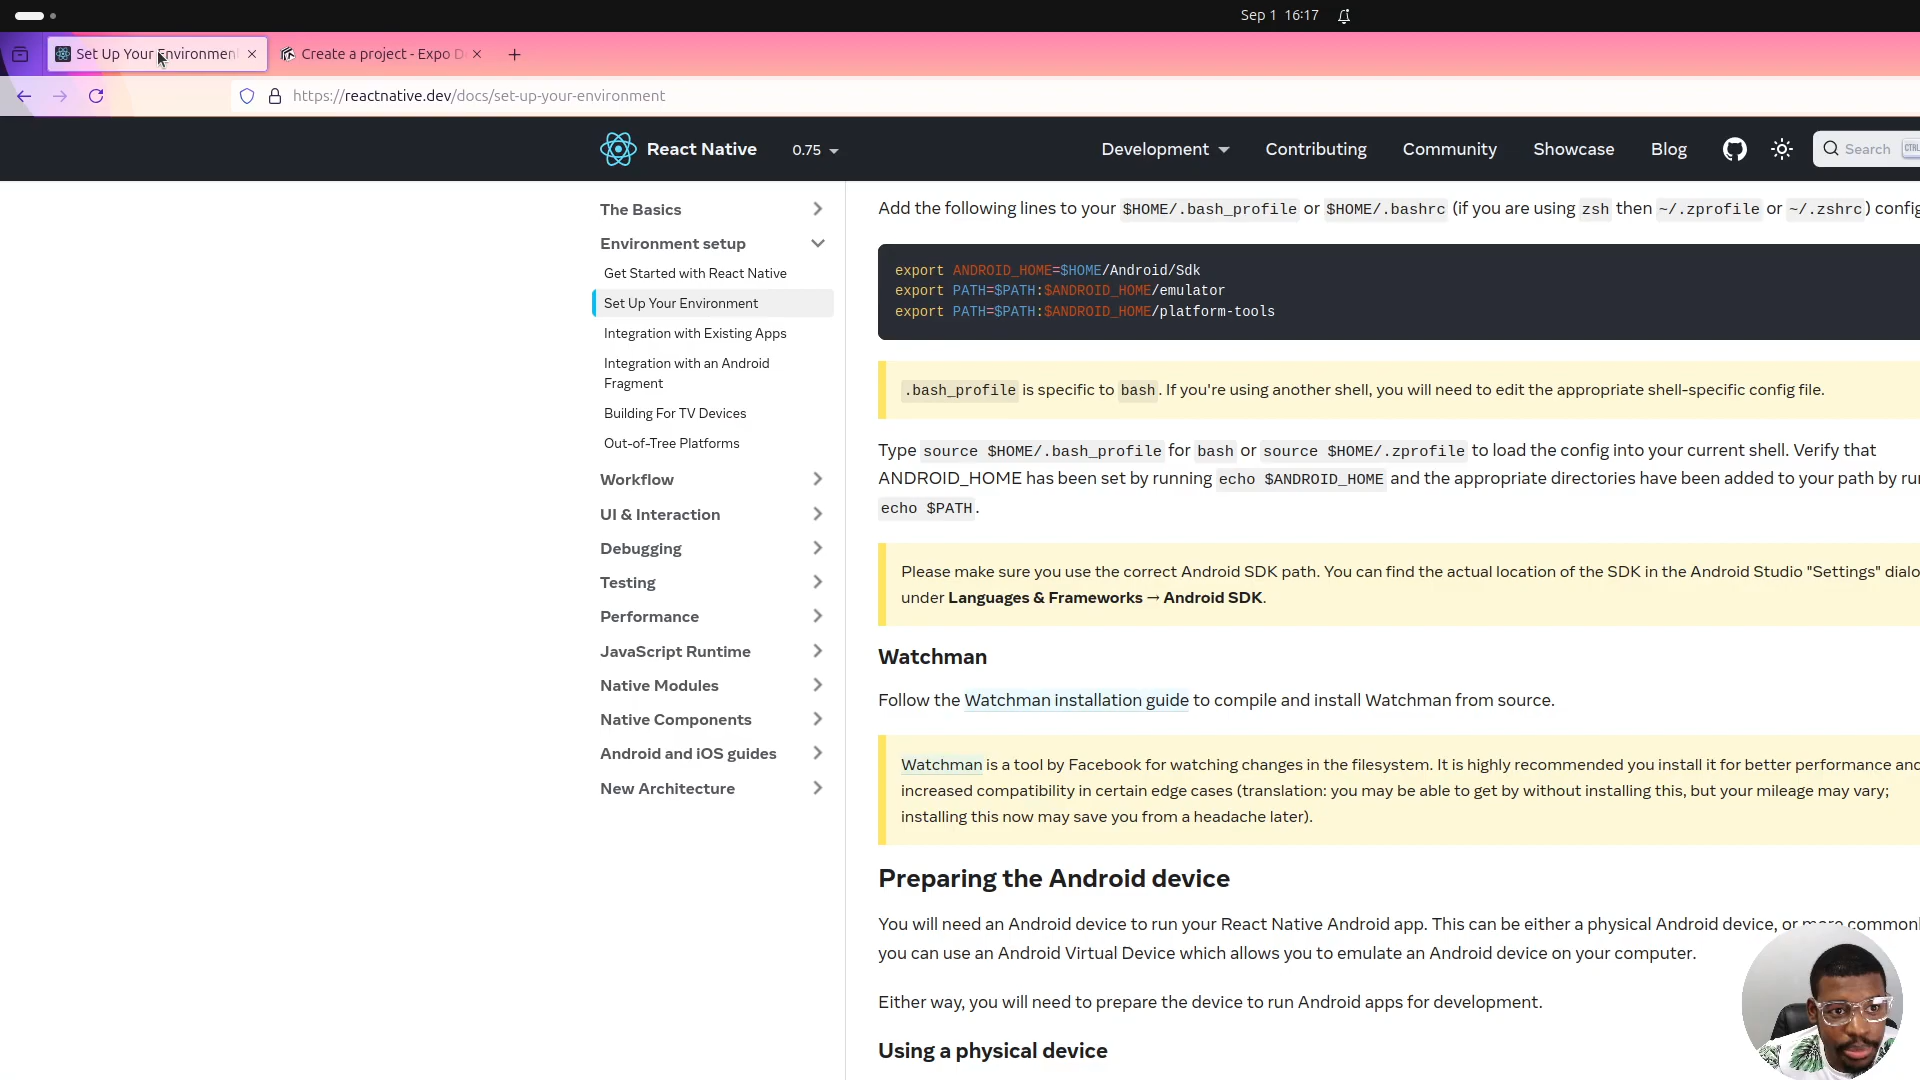 Sep 1 16:17
Set Up Your Environmen
Create a project - Expo D
https://reactnative.dev/docs/set-up-your-environment
React Native
0.75
Development
Contributing
Community
Showcase
Blog
Search
CTRL
The Basics
Environment setup
Get Started with React Native
Set Up Your Environment
Integration with Existing Apps
Integration with an Android
Fragment
Building For TV Devices
Out-of-Tree Platforms
Workflow
UI & Interaction
Debugging
Testing
Performance
JavaScript Runtime
Native Modules
Native Components
Android and iOS guides
New Architecture
Add the following lines to your $HOME/.bash_profile or $HOME/.bashrc (if you are using zsh then ~/.zprofile or ~/.zshrc) config
export ANDROID_HOME=$HOME/Android/Sdk
export PATH=$PATH:$ANDROID_HOME/emulator
export PATH=$PATH:$ANDROID_HOME/platform-tools
.bash_profile is specific to bash. If you're using another shell, you will need to edit the appropriate shell-specific config file.
Type source $HOME/.bash_profile for bash or source $HOME/.zprofile to load the config into your current shell. Verify that
ANDROID_HOME has been set by running echo $ANDROID_HOME and the appropriate directories have been added to your path by ru
echo $PATH.
Please make sure you use the correct Android SDK path. You can find the actual location of the SDK in the Android Studio "Settings" dialo
under Languages & Frameworks → Android SDK.
Watchman
Follow the Watchman installation guide to compile and install Watchman from source.
Watchman is a tool by Facebook for watching changes in the filesystem. It is highly recommended you install it for better performance and
increased compatibility in certain edge cases (translation: you may be able to get by without installing this, but your mileage may vary;
installing this now may save you from a headache later).
Preparing the Android device
You will need an Android device to run your React Native Android app. This can be either a physical Android device, or more commonl
you can use an Android Virtual Device which allows you to emulate an Android device on your computer.
Either way, you will need to prepare the device to run Android apps for development.
Using a physical device